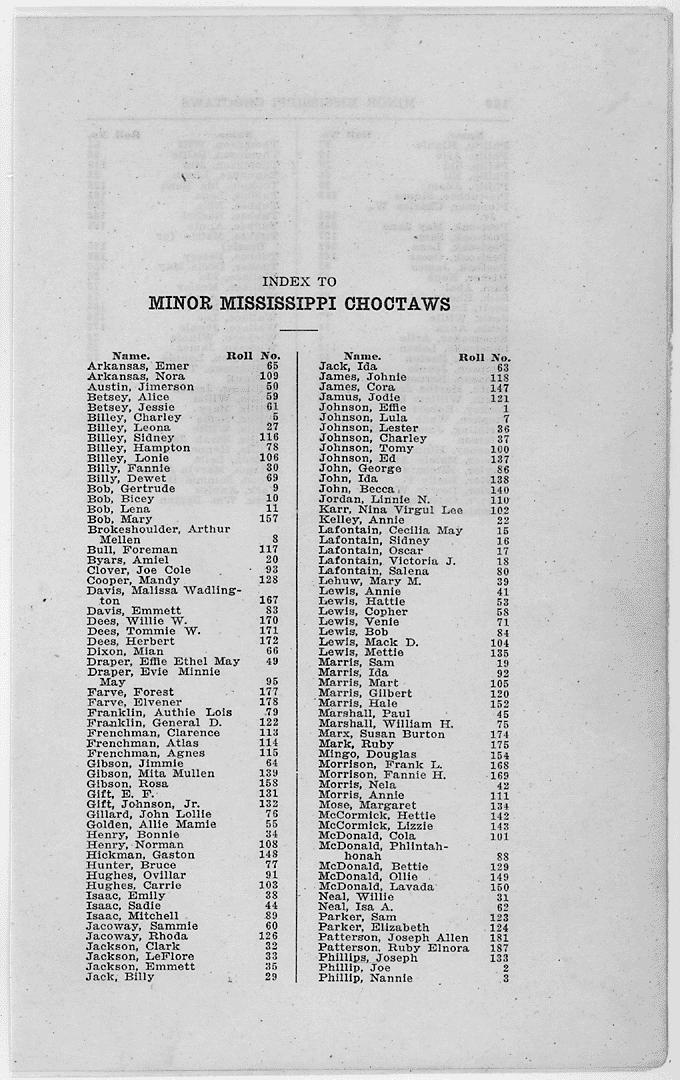 INDEX TO
MINOR MISSISSIPPI CHOCTAWS
Name. Roll No.
Arkansas, Emer 65
Arkansas, Nora 109
Austin, Jimerson 50
Betsey, Alice 59
Betsey, Jessie 61
Billey, Charley 5
Billey, Leona 27
Billey, Sidney 116
Billey, Hampton 78
Billey, Lonie 106
Billy, Fannie 30
Billy, Dewet 69
Bob, Gertrude 9
Bob, Bicey 10
Bob, Lena 11
Bob, Mary 157
Brokeshoulder, Arthur
Mellen 8
Bull, Foreman 117
Byars, Amiel 20
Clover, Joe Cole 93
Cooper, Mandy 128
Davis, Malissa Wadling-
ton 167
Davis, Emmett 83
Dees, Willie W. 170
Dees, Tommie W. 171
Dees, Herbert 172
Dixon, Mian 66
Draper, Effie Ethel May 49
Draper, Evie Minnie
May 95
Farve, Forest 177
Farve, Elvener 178
Franklin, Authie Lois 79
Franklin, General D. 122
Frenchman, Clarence 113
Frenchman, Atlas 114
Frenchman, Agnes 115
Gibson, Jimmie 64
Gibson, Mita Mullen 139
Gibson, Rosa 158
Gift, E. F. 131
Gift, Johnson, Jr. 132
Gillard, John Lollie 76
Golden, Allie Mamie 55
Henry, Bonnie 34
Henry, Norman 108
Hickman, Gaston 148
Hunter, Bruce 77
Hughes, Ovillar 91
Hughes, Carrie 103
Isaac, Emily 38
Isaac, Sadie 44
Isaac, Mitchell 89
Jacoway, Sammie 60
Jacoway, Rhoda 126
Jackson, Clark 32
Jackson, LeFlore 33
Jackson, Emmett 35
Jack, Billy 29
Name. Roll No.
Jack, Ida 63
James, Johnie 118
James, Cora 147
Jamus, Jodie 121
Johnson, Effie 1
Johnson, Lula 7
Johnson, Lester 36
Johnson, Charley 37
Johnson, Tomy 100
Johnson, Ed 137
John, George 86
John, Ida 138
John, Becca 140
Jordan, Linnie N. 110
Karr, Nina Virgul Lee 102
Kelley, Annie 22
Lafontain, Cecilia May 15
Lafontain, Sidney 16
Lafontain, Oscar 17
Lafontain, Victoria J. 18
Lafontain, Salena 80
Lehuw, Mary M. 39
Lewis, Annie 41
Lewis, Hattie 53
Lewis, Copher 58
Lewis, Venie 71
Lewis, Bob 84
Lewis, Mack D. 104
Lewis, Mettie 135
Marris, Sam 19
Marris, Ida 92
Marris, Mart 105
Marris, Gilbert 120
Marris, Hale 152
Marshall, Paul 45
Marshall, William H. 75
Marx, Susan Burton 174
Mark, Ruby 175
Mingo, Douglas 154
Morrison, Frank L. 168
Morrison, Fannie H. 169
Morris, Nela 42
Morris, Annie 111
Mose, Margaret 134
McCormick, Hettie 142
McCormick, Lizzie 143
McDonald, Cola 101
McDonald, Phlintah-
honah 88
McDonald, Bettie 129
McDonald, Ollie 149
McDonald, Lavada 150
Neal, Willie 31
Neal, Isa A. 62
Parker, Sam 123
Parker, Elizabeth 124
Patterson, Joseph Allen 181
Patterson, Ruby Elnora 187
Phillips, Joseph 133
Phillip, Joe 2
Phillip, Nannie 3